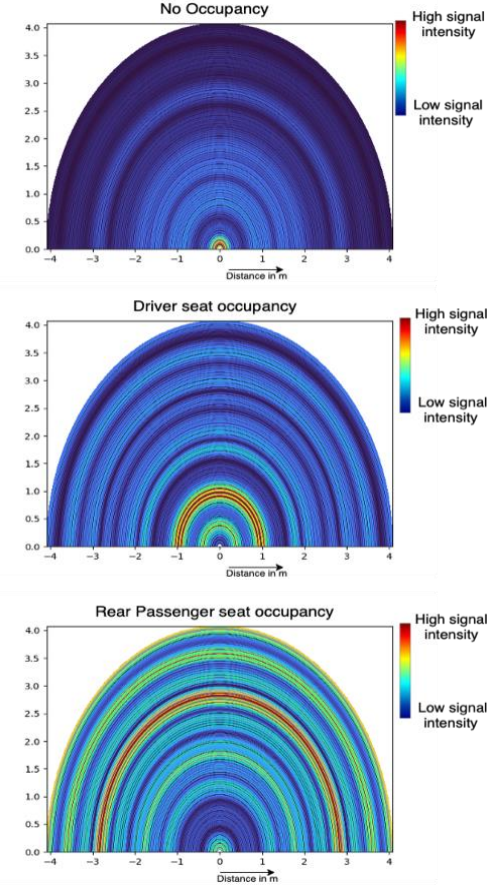 No Occupancy
High signal
intensity
Low signal
intensity
4.0
3.5
3.0
2.5
2.0
1.5
1.0
0.5
0.0
−4 −3 −2 −1 0 1 2 3 4
Distance in m
Driver seat occupancy
High signal
intensity
Low signal
intensity
4.0
3.5
3.0
2.5
2.0
1.5
1.0
0.5
0.0
−4 −3 −2 −1 0 1 2 3 4
Distance in m
Rear Passenger seat occupancy
High signal
intensity
Low signal
intensity
4.0
3.5
3.0
2.5
2.0
1.5
1.0
0.5
0.0
−4 −3 −2 −1 0 1 2 3 4
Distance in m